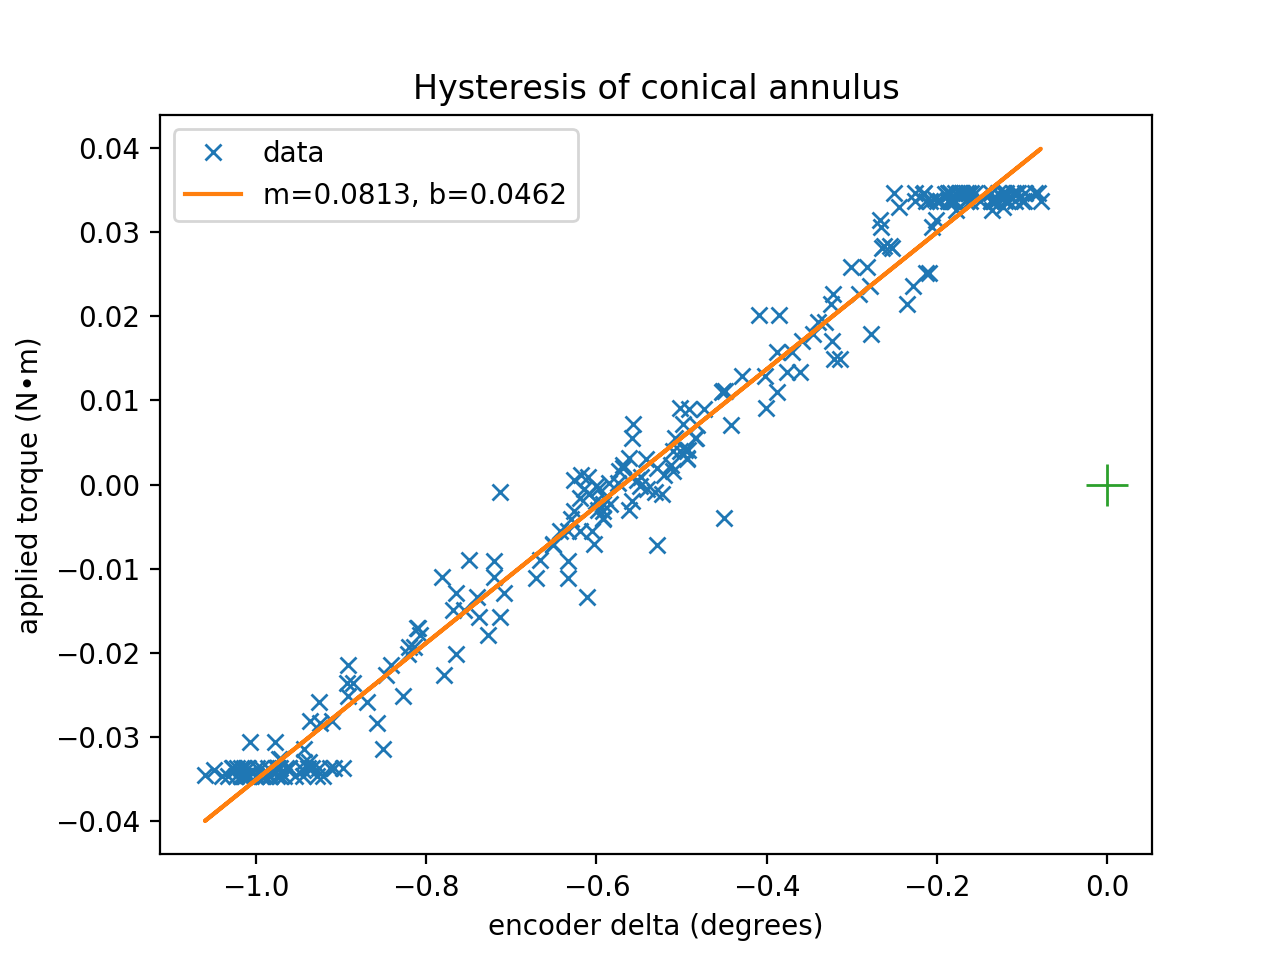 Hysteresis of conical annulus
data
m=0.0813, b=0.0462
0.04
0.03
0.02
0.01
0.00
−0.01
−0.02
−0.03
−0.04
applied torque (N•m)
−1.0 −0.8 −0.6 −0.4 −0.2 0.0
encoder delta (degrees)